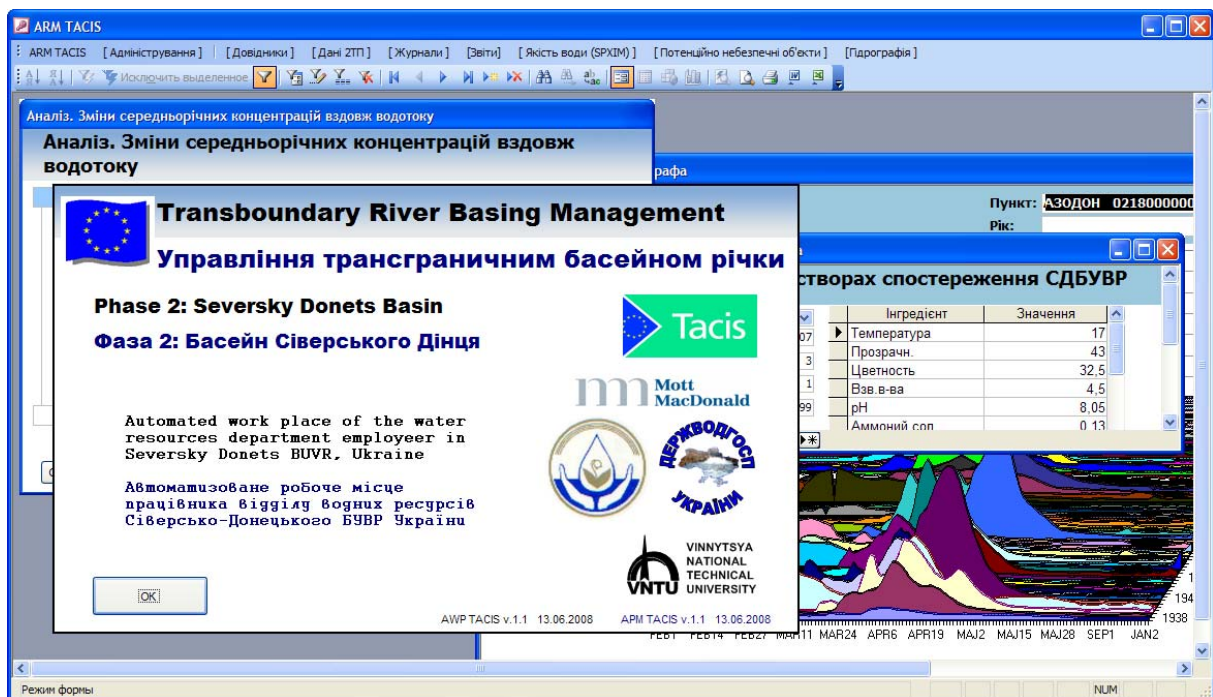 ARM TACIS
ARM TACIS [Адміністрування] [Довідники] [Дані 2ТП] [Журнали] [Звіти] [Якість води (SPXIM)] [Потенційно небезпечні об'єкти] [Гідрографія]
Исключить выделенное
Аналіз. Зміни середньорічних концентрацій вздовж водотоку
Аналіз. Зміни середньорічних концентрацій вздовж
водотоку
рафа
Пункт: АЗОДОН 0218000000
Рік:
Transboundary River Basing Management
Управління трансграничним басейном річки
Phase 2: Seversky Donets Basin
Фаза 2: Басейн Сіверського Дінця
Tacis
Mott
MacDonald
ДЕРЖВОДГОСП
УКРАЇНИ
Automated work place of the water
resources department employeer in
Seversky Donets BUVR, Ukraine
Автоматизоване робоче місце
працівника відділу водних ресурсів
Сіверсько-Донецького БУВР України
VINNYTSYA
NATIONAL
TECHNICAL
UNIVERSITY
VNTU
OK
AWP TACIS v.1.1 13.06.2008 АРМ TACIS v.1.1 13.06.2008
створах спостереження СДБУВР
Інгредієнт Значення
07 Температура 17
3 Прозрачн. 43
Цветность 32,5
1 Взв.в-ва 4,5
99 pH 8,05
Аммоний сол 0,13
194
1938
FEB1 FEB14 FEB27 MAR11 MAR24 APR6 APR19 MAJ2 MAJ15 MAJ28 SEP1 JAN2
Режим формы
NUM